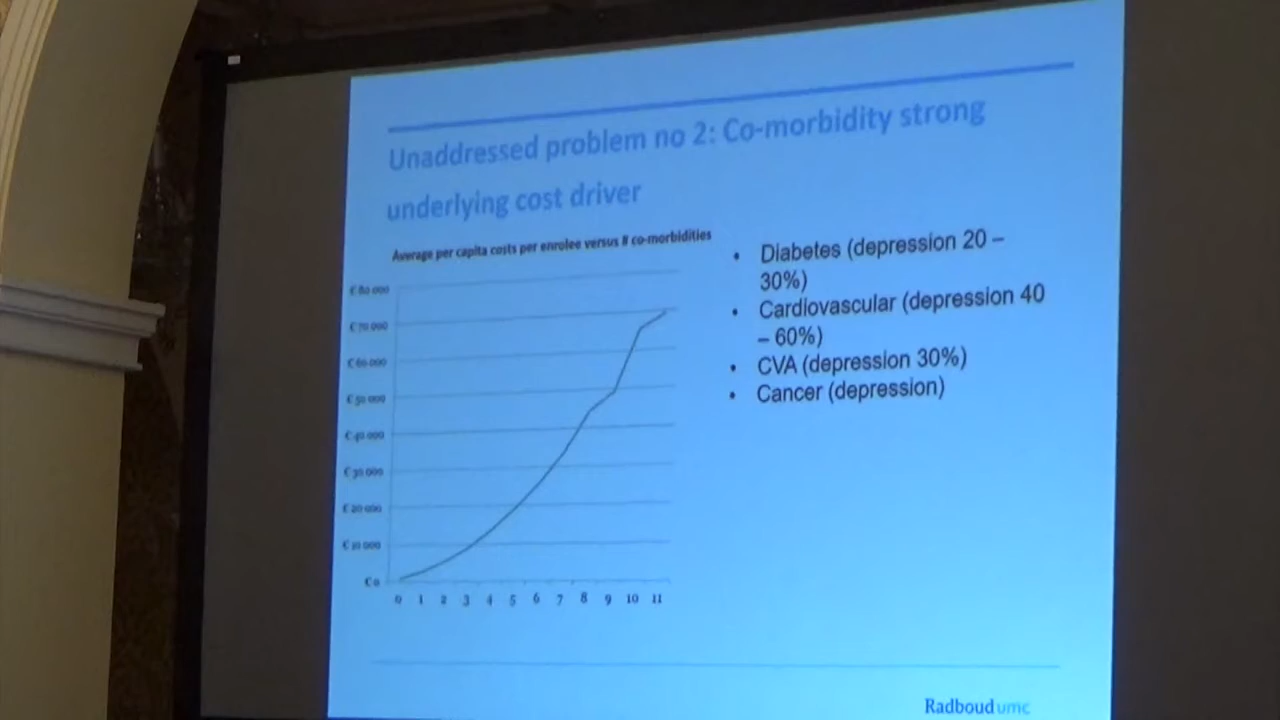 Unaddressed problem no 2: Co-morbidity strong
underlying cost driver
Average per capita costs per enrolee versus # co-morbidities
€ 80 000
€ 70 000
€ 60 000
€ 50 000
€ 40 000
€ 30 000
€ 20 000
€ 10 000
€ 0
0 1 2 3 4 5 6 7 8 9 10 11
• Diabetes (depression 20 –
30%)
• Cardiovascular (depression 40
– 60%)
• CVA (depression 30%)
• Cancer (depression)
Radboudumc